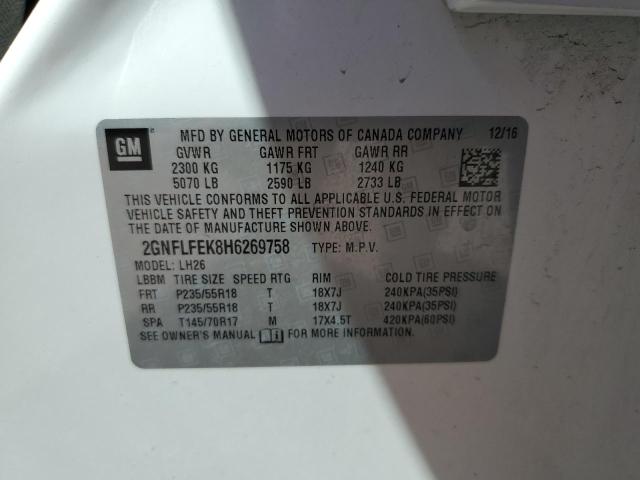 GM MFD BY GENERAL MOTORS OF CANADA COMPANY 12/16
GVWR GAWR FRT GAWR RR
2300 KG 1175 KG 1240 KG
5070 LB 2590 LB 2733 LB
THIS VEHICLE CONFORMS TO ALL APPLICABLE U.S. FEDERAL MOTOR
VEHICLE SAFETY AND THEFT PREVENTION STANDARDS IN EFFECT ON
THE DATE OF MANUFACTURE SHOWN ABOVE.
2GNFLFEK8H6269758 TYPE: M.P.V.
MODEL: LH26
LBBM TIRE SIZE SPEED RTG RIM COLD TIRE PRESSURE
FRT P235/55R18 T 18X7J 240KPA(35PSI)
RR P235/55R18 T 18X7J 240KPA(35PSI)
SPA T145/70R17 M 17X4.5T 420KPA(60PSI)
SEE OWNER'S MANUAL i FOR MORE INFORMATION.